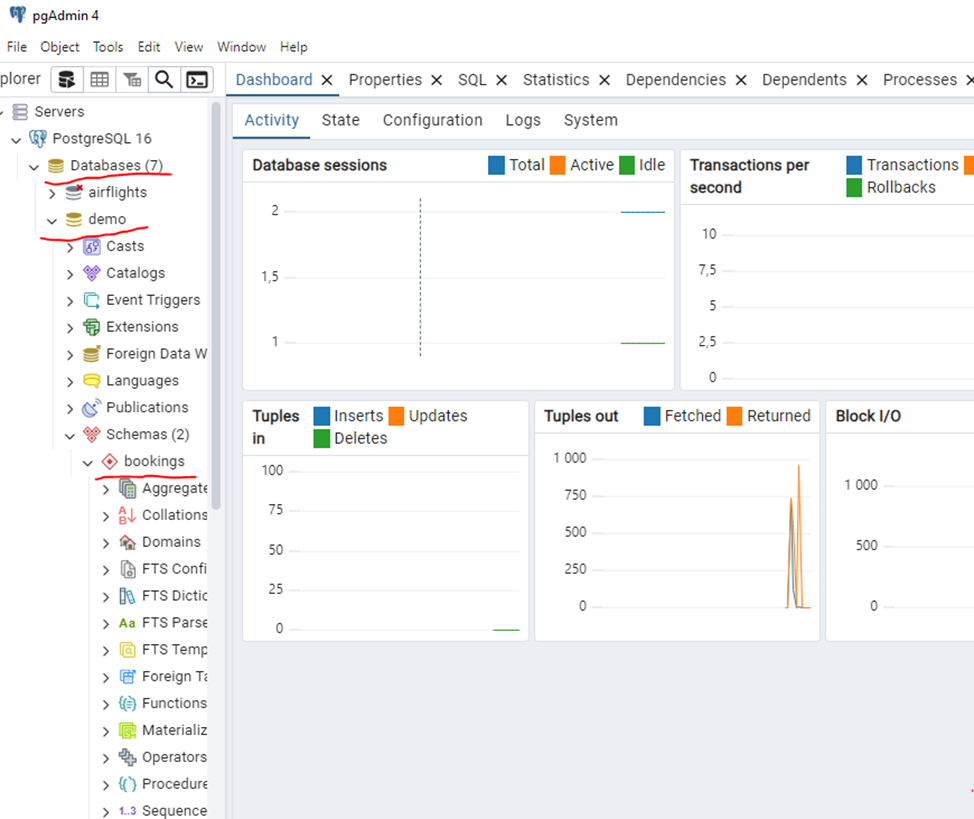 pgAdmin 4
File Object Tools Edit View Window Help
plorer
Dashboard Properties SQL Statistics Dependencies Dependents Processes
Servers
PostgreSQL 16
Databases (7)
airflights
demo
Casts
Catalogs
Event Triggers
Extensions
Foreign Data W
Languages
Publications
Schemas (2)
bookings
Aggregate
Collations
Domains
FTS Confi
FTS Dictio
FTS Parse
FTS Temp
Foreign Ta
Functions
Materializ
Operators
Procedure
1..3 Sequence
Activity State Configuration Logs System
Database sessions Total Active Idle
2
1,5
1
Transactions per second Transactions
Rollbacks
10
7,5
5
2,5
0
Tuples in Inserts Updates
Deletes
100
75
50
25
0
Tuples out Fetched Returned
1 000
750
500
250
0
Block I/O
1 000
500
0